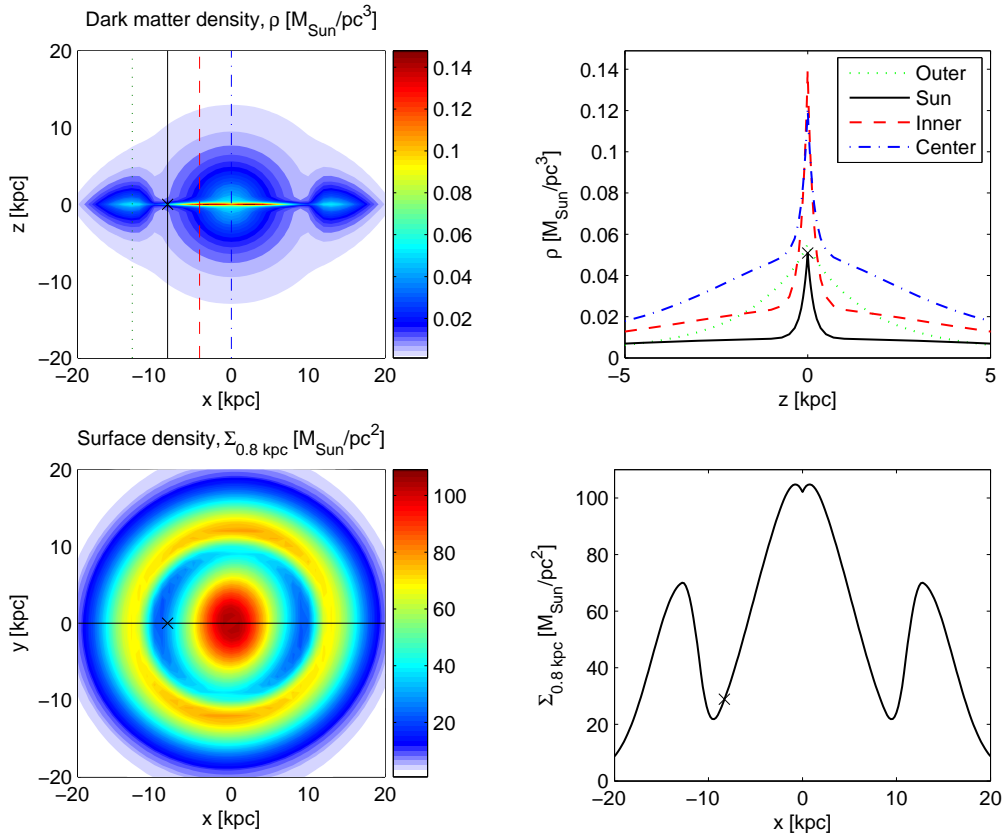 Dark matter density, ρ [M_Sun/pc^3]
20
10
0
−10
−20
z [kpc]
−20 −10 0 10 20
x [kpc]
0.14
0.12
0.1
0.08
0.06
0.04
0.02
0.14
0.12
0.1
0.08
0.06
0.04
0.02
0
ρ [M_Sun/pc^3]
−5 0 5
z [kpc]
Outer
Sun
Inner
Center
Surface density, Σ_0.8 kpc [M_Sun/pc^2]
20
10
0
−10
−20
y [kpc]
−20 −10 0 10 20
x [kpc]
100
80
60
40
20
100
80
60
40
20
0
Σ_0.8 kpc [M_Sun/pc^2]
−20 −10 0 10 20
x [kpc]